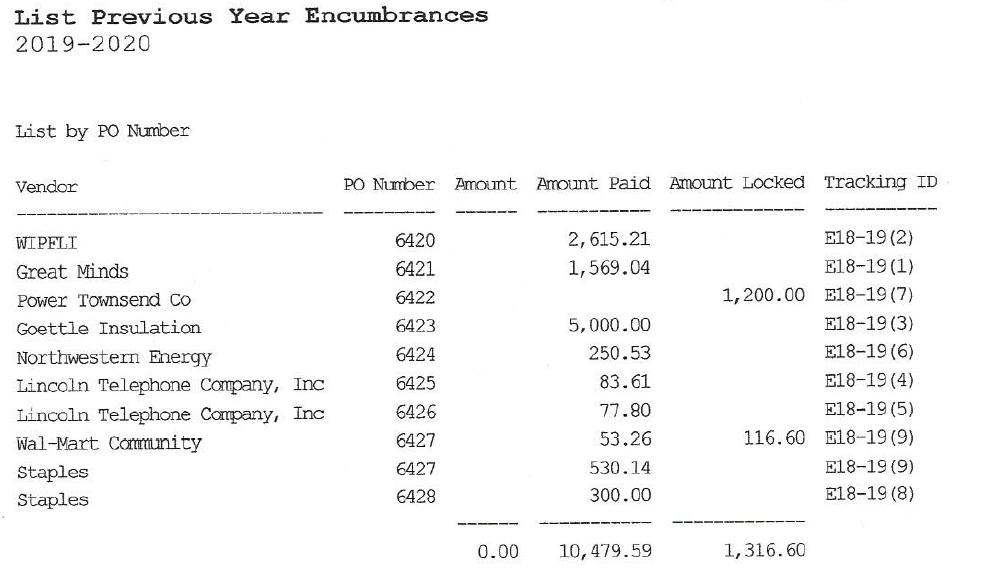 List Previous Year Encumbrances
2019-2020
List by PO Number
Vendor PO Number Amount Amount Paid Amount Locked Tracking ID
WIPFLI 6420 2,615.21 E18-19(2)
Great Minds 6421 1,569.04 E18-19(1)
Power Townsend Co 6422 1,200.00 E18-19(7)
Goettle Insulation 6423 5,000.00 E18-19(3)
Northwestern Energy 6424 250.53 E18-19(6)
Lincoln Telephone Company, Inc 6425 83.61 E18-19(4)
Lincoln Telephone Company, Inc 6426 77.80 E18-19(5)
Wal-Mart Community 6427 53.26 116.60 E18-19(9)
Staples 6427 530.14 E18-19(9)
Staples 6428 300.00 E18-19(8)
0.00 10,479.59 1,316.60